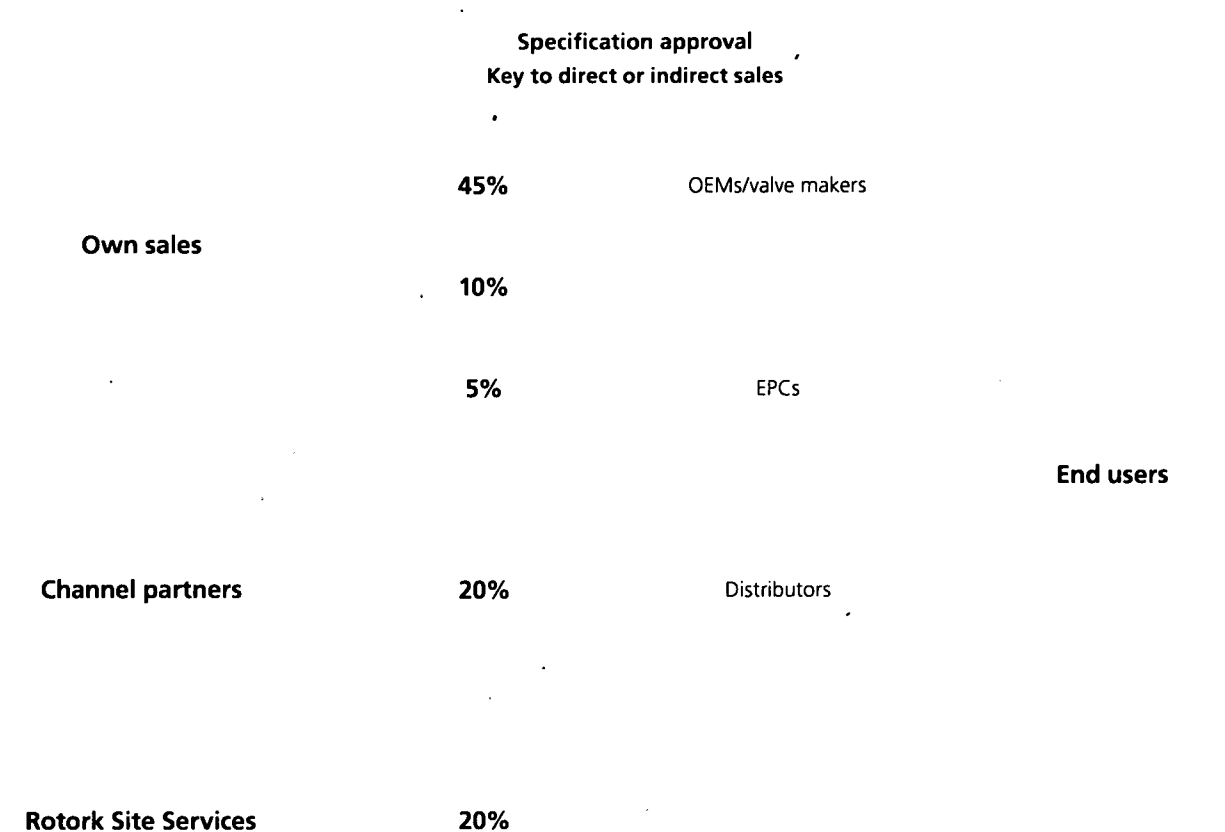 Specification approval
Key to direct or indirect sales
45% OEMs/valve makers
Own sales
10%
5% EPCs
End users
Channel partners 20% Distributors
Rotork Site Services 20%